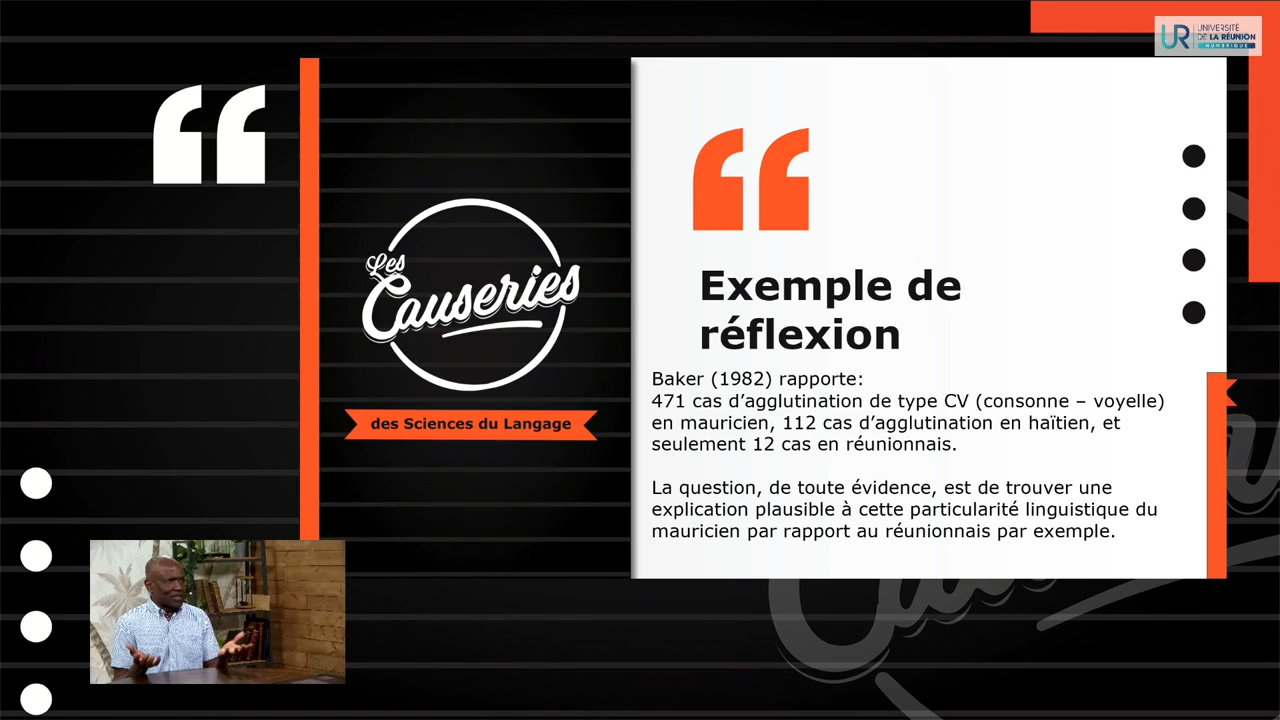 UR
UNIVERSITÉ
DE LA RÉUNION
NUMÉRIQUE
Les
Causeries
des Sciences du Langage
Exemple de
réflexion
Baker (1982) rapporte:
471 cas d’agglutination de type CV (consonne – voyelle)
en mauricien, 112 cas d’agglutination en haïtien, et
seulement 12 cas en réunionnais.
La question, de toute évidence, est de trouver une
explication plausible à cette particularité linguistique du
mauricien par rapport au réunionnais par exemple.